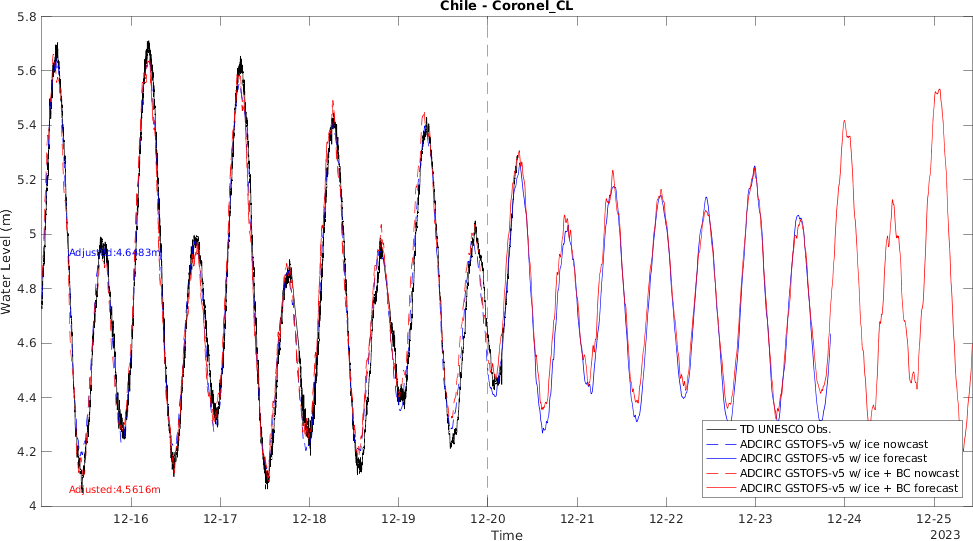 Chile - Coronel_CL
5.8
5.6
5.4
5.2
5
4.8
4.6
4.4
4.2
4
Water Level (m)
Adjusted:4.6483m
Adjusted:4.5616m
TD UNESCO Obs.
ADCIRC GSTOFS-v5 w/ ice nowcast
ADCIRC GSTOFS-v5 w/ ice forecast
ADCIRC GSTOFS-v5 w/ ice + BC nowcast
ADCIRC GSTOFS-v5 w/ ice + BC forecast
12-16 12-17 12-18 12-19 12-20 12-21 12-22 12-23 12-24 12-25
Time
2023